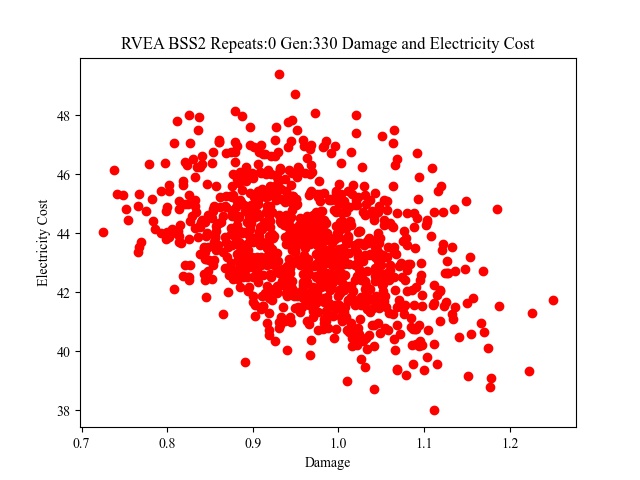 RVEA BSS2 Repeats:0 Gen:330 Damage and Electricity Cost
48
46
44
42
40
38
Electricity Cost
0.7 0.8 0.9 1.0 1.1 1.2
Damage